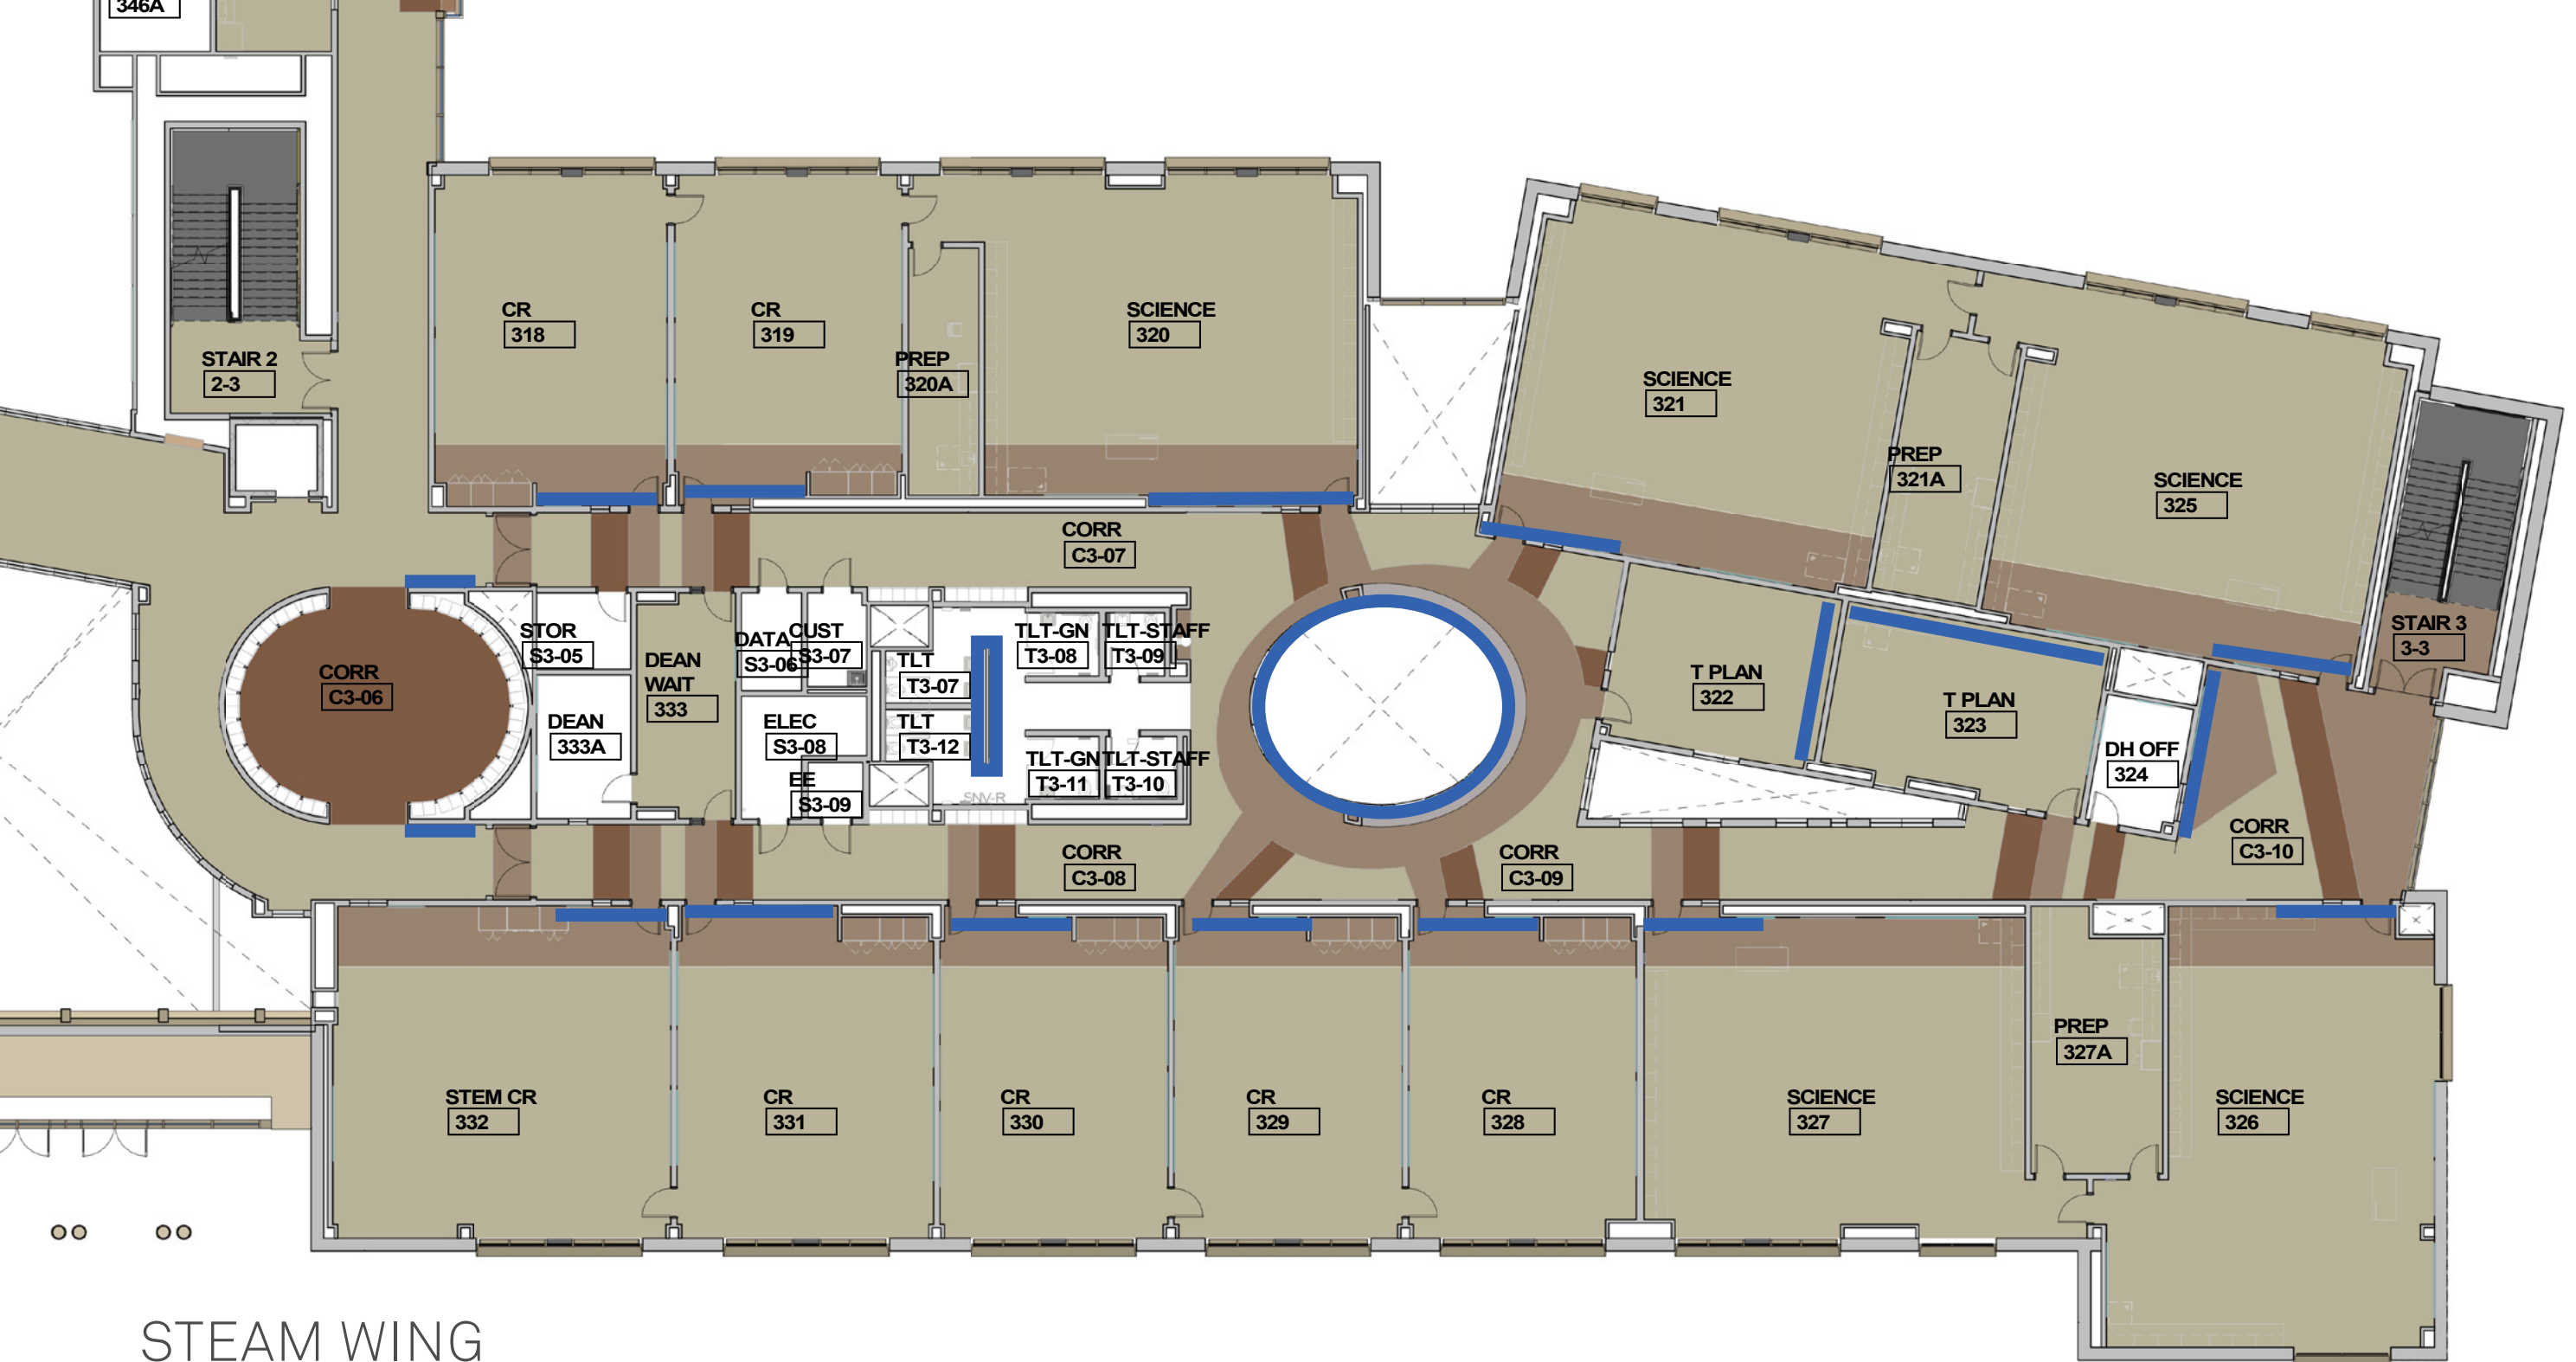 346A
STAIR 2
2-3
CR
318
CR
319
PREP
320A
SCIENCE
320
SCIENCE
321
PREP
321A
SCIENCE
325
STAIR 3
3-3
CORR
C3-07
CORR
C3-06
STOR
S3-05
DEAN
333A
DEAN
WAIT
333
DATA
S3-06
CUST
S3-07
ELEC
S3-08
EE
S3-09
TLT
T3-07
TLT
T3-12
TLT-GN
T3-08
TLT-STAFF
T3-09
TLT-GN
T3-11
TLT-STAFF
T3-10
SNV-R
T PLAN
322
T PLAN
323
DH OFF
324
CORR
C3-08
CORR
C3-09
CORR
C3-10
STEM CR
332
CR
331
CR
330
CR
329
CR
328
SCIENCE
327
PREP
327A
SCIENCE
326
STEAM WING